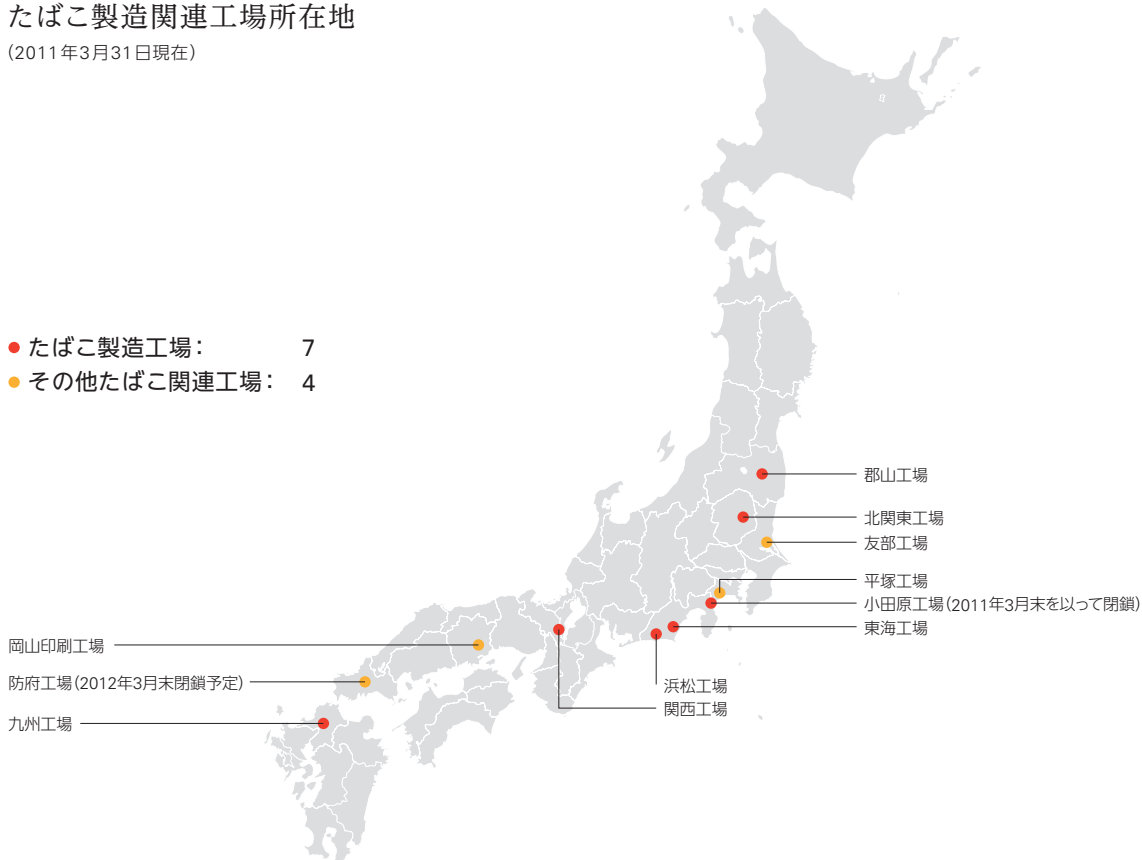 たばこ製造関連工場所在地
(2011年3月31日現在)
● たばこ製造工場: 7
● その他たばこ関連工場: 4
郡山工場
北関東工場
友部工場
平塚工場
小田原工場(2011年3月末を以って閉鎖)
東海工場
岡山印刷工場
防府工場(2012年3月末閉鎖予定)
九州工場
浜松工場
関西工場